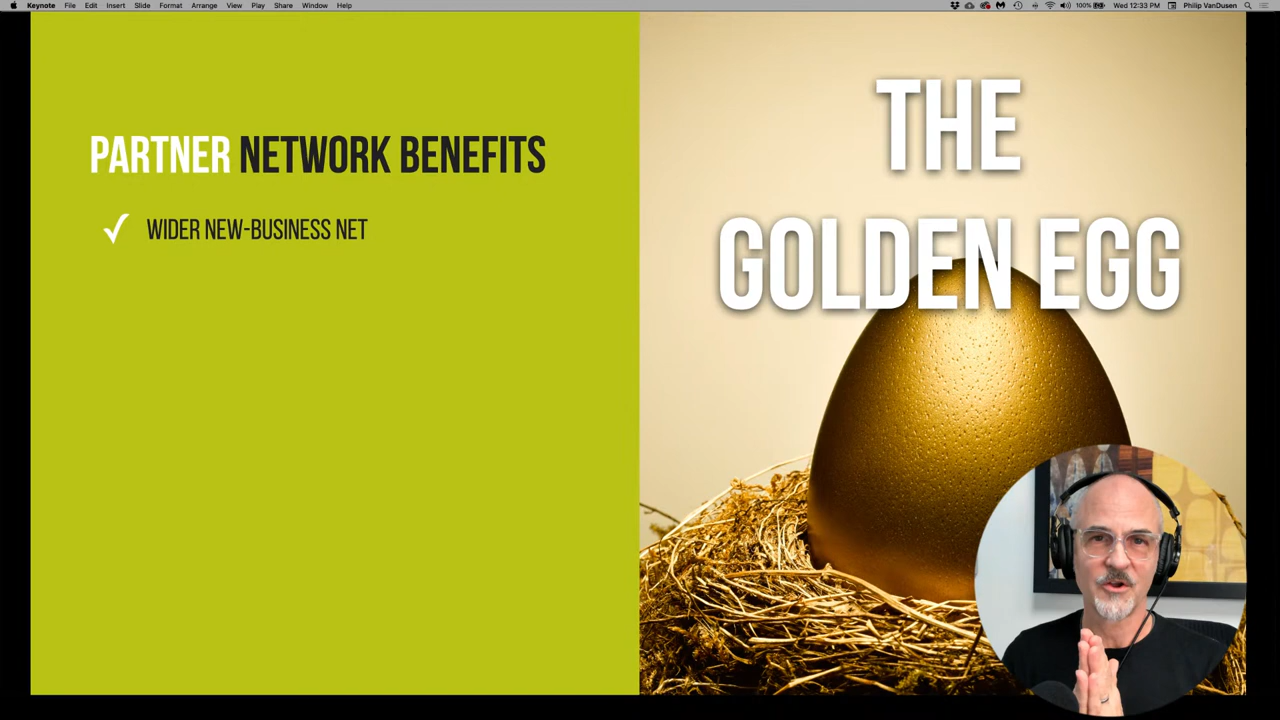 Keynote File Edit Insert Slide Format Arrange View Play Share Window Help 100% Wed 12:33 PM Philip VanDusen
PARTNER NETWORK BENEFITS
✓ WIDER NEW-BUSINESS NET
THE
GOLDEN EGG